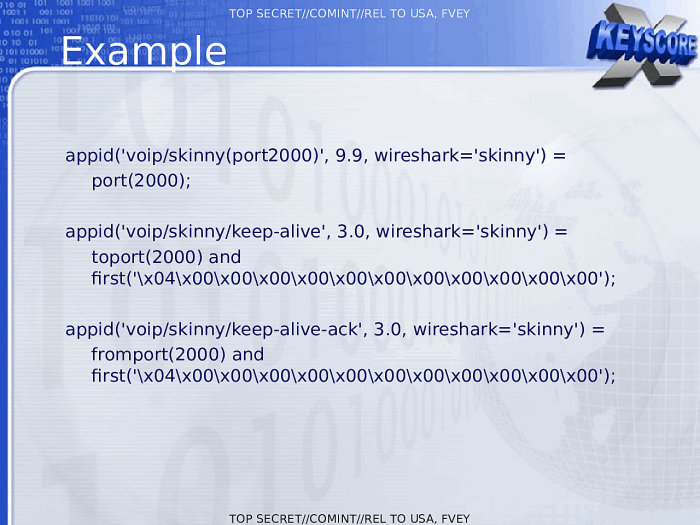 TOP SECRET//COMINT//REL TO USA, FVEY
Example
X
KEYSCORE
appid('voip/skinny(port2000)', 9.9, wireshark='skinny') =
port(2000);
appid('voip/skinny/keep-alive', 3.0, wireshark='skinny') =
toport(2000) and
first('\x04\x00\x00\x00\x00\x00\x00\x00\x00\x00\x00\x00');
appid('voip/skinny/keep-alive-ack', 3.0, wireshark='skinny') =
fromport(2000) and
first('\x04\x00\x00\x00\x00\x00\x00\x00\x00\x00\x00\x00');
TOP SECRET//COMINT//REL TO USA, FVEY